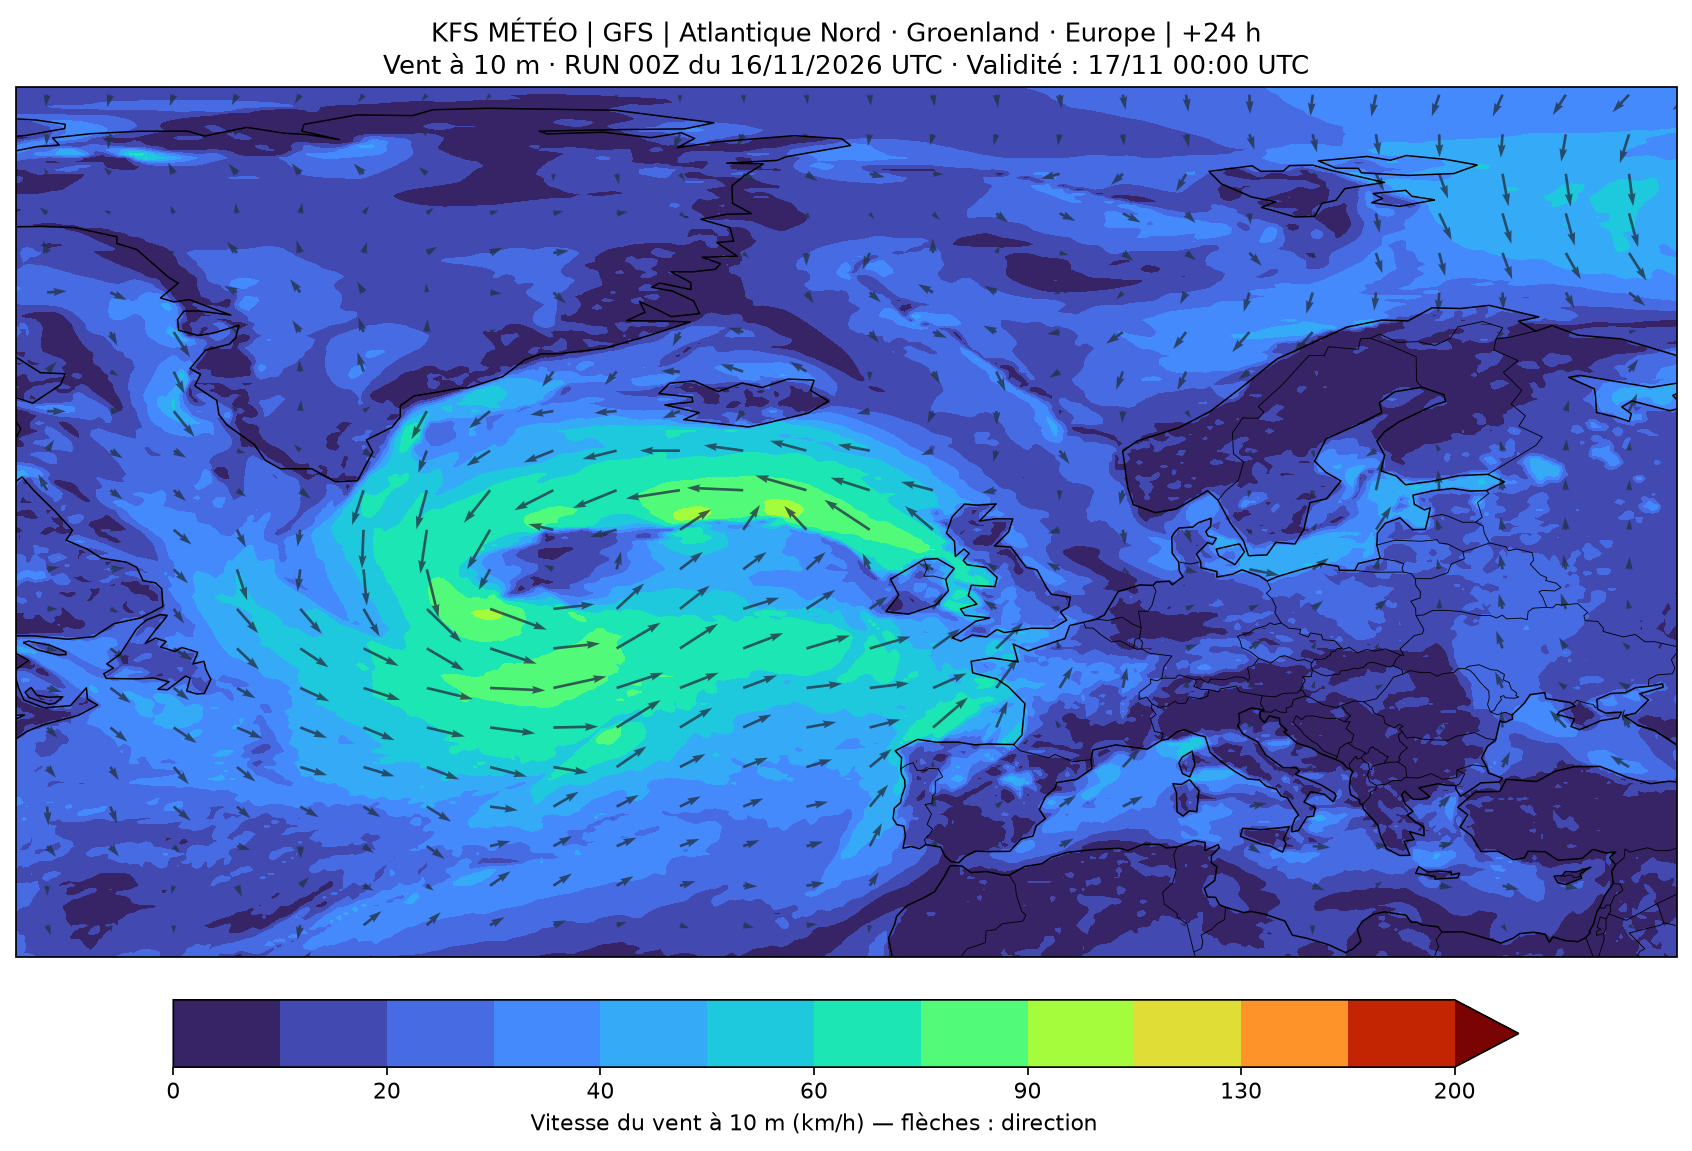 KFS MÉTÉO | GFS | Atlantique Nord · Groenland · Europe | +24 h
Vent à 10 m · RUN 00Z du 16/11/2026 UTC · Validité : 17/11 00:00 UTC
0 20 40 60 90 130 200
Vitesse du vent à 10 m (km/h) — flèches : direction